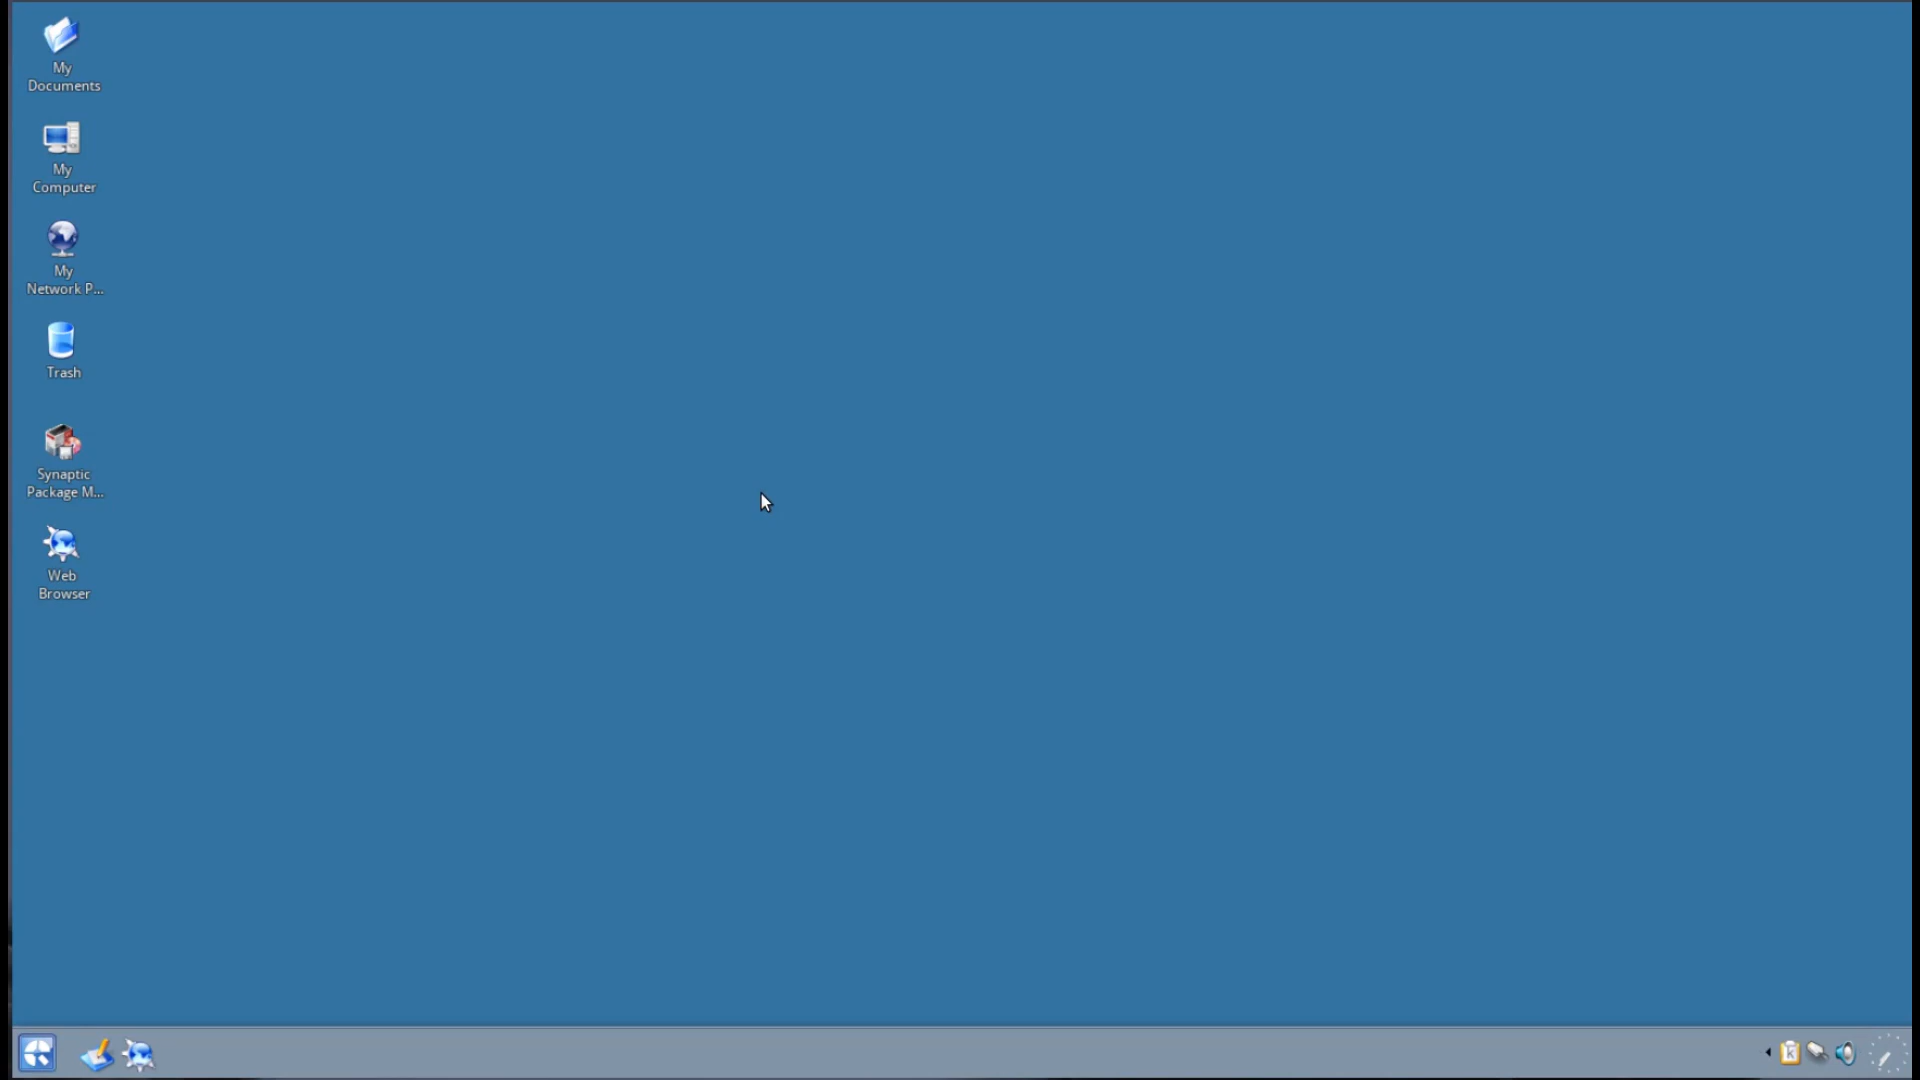 My
Documents
My
Computer
My
Network P...
Trash
Synaptic
Package M...
Web
Browser